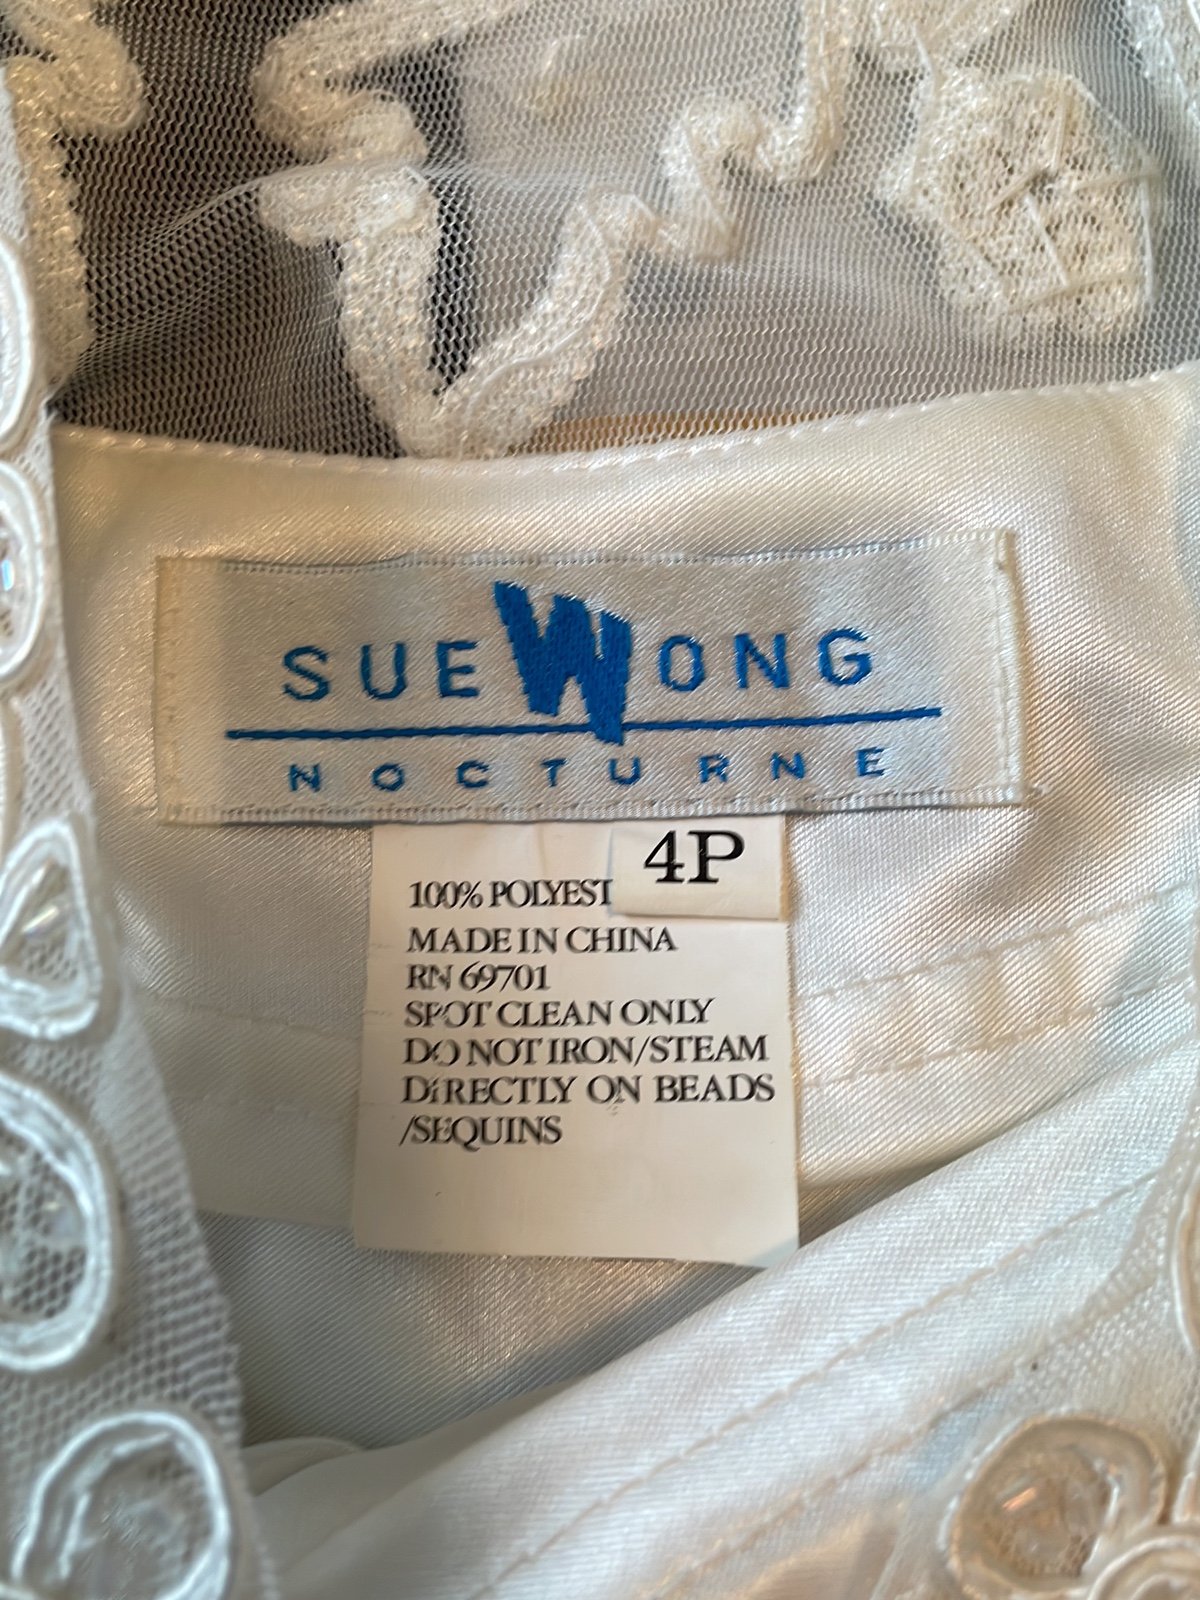 SUE WONG
NOCTURNE
4P
100% POLYEST
MADE IN CHINA
RN 69701
SPOT CLEAN ONLY
DO NOT IRON/STEAM
DIRECTLY ON BEADS
/SEQUINS